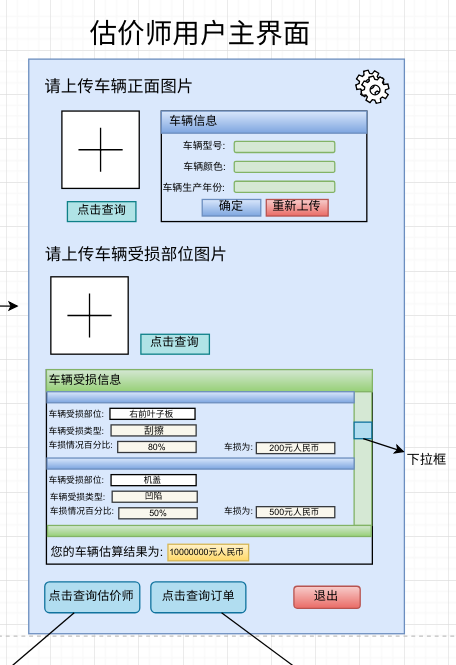 估价师用户主界面
请上传车辆正面图片
车辆信息
车辆型号:
车辆颜色:
车辆生产年份:
点击查询
确定
重新上传
请上传车辆受损部位图片
点击查询
车辆受损信息
车辆受损部位:
右前叶子板
车辆受损类型:
刮擦
车损情况百分比:
80%
车损为:
200元人民币
下拉框
车辆受损部位:
机盖
车辆受损类型:
凹陷
车损情况百分比:
50%
车损为:
500元人民币
您的车辆估算结果为:
10000000元人民币
点击查询估价师
点击查询订单
退出